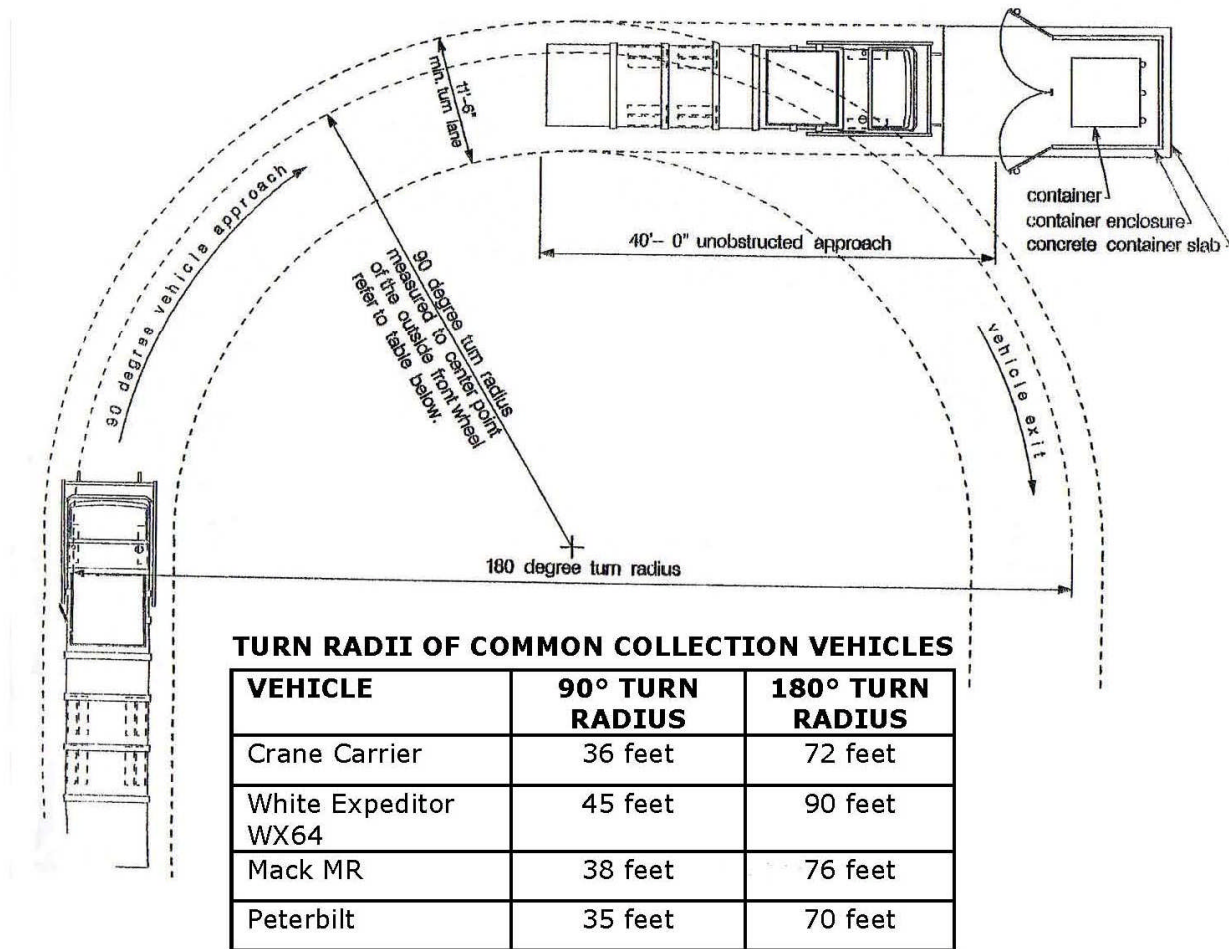 11'-6"
min. turn lane
90 degree vehicle approach
container
container enclosure
concrete container slab
40'-- 0" unobstructed approach
90 degree turn radius
measured to center point
of the outside front wheel
refer to table below.
vehicle exit
180 degree turn radius
TURN RADII OF COMMON COLLECTION VEHICLES
VEHICLE 90° TURN RADIUS 180° TURN RADIUS
Crane Carrier 36 feet 72 feet
White Expeditor WX64 45 feet 90 feet
Mack MR 38 feet 76 feet
Peterbilt 35 feet 70 feet